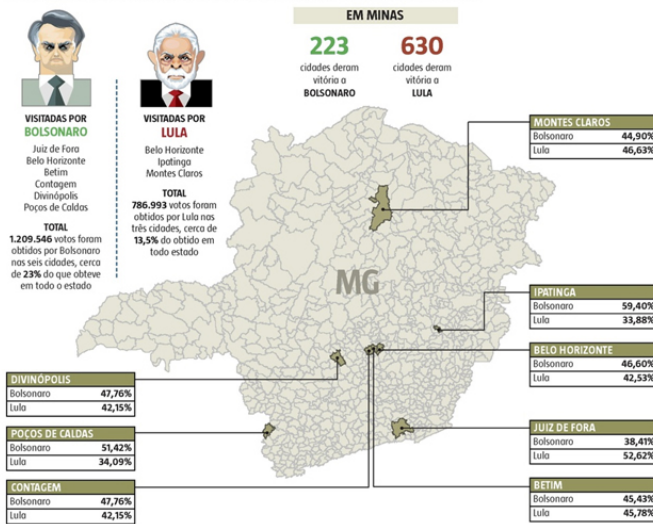 EM MINAS
223
cidades deram
vitória a
BOLSONARO
630
cidades deram
vitória a
LULA
VISITADAS POR
BOLSONARO
Juiz de Fora
Belo Horizonte
Betim
Contagem
Divinópolis
Poços de Caldas
TOTAL
1.209.546 votos foram
obtidos por Bolsonaro
nas seis cidades, cerca
de 23% do que obteve
em todo o estado
VISITADAS POR
LULA
Belo Horizonte
Ipatinga
Montes Claros
TOTAL
786.993 votos foram
obtidos por Lula nas
três cidades, cerca de
13,5% do obtido em
todo estado
MG
MONTES CLAROS
Bolsonaro 44,90%
Lula 46,63%
IPATINGA
Bolsonaro 59,40%
Lula 33,88%
BELO HORIZONTE
Bolsonaro 46,60%
Lula 42,53%
DIVINÓPOLIS
Bolsonaro 47,76%
Lula 42,15%
POÇOS DE CALDAS
Bolsonaro 51,42%
Lula 34,09%
JUIZ DE FORA
Bolsonaro 38,41%
Lula 52,62%
CONTAGEM
Bolsonaro 47,76%
Lula 42,15%
BETIM
Bolsonaro 45,43%
Lula 45,78%